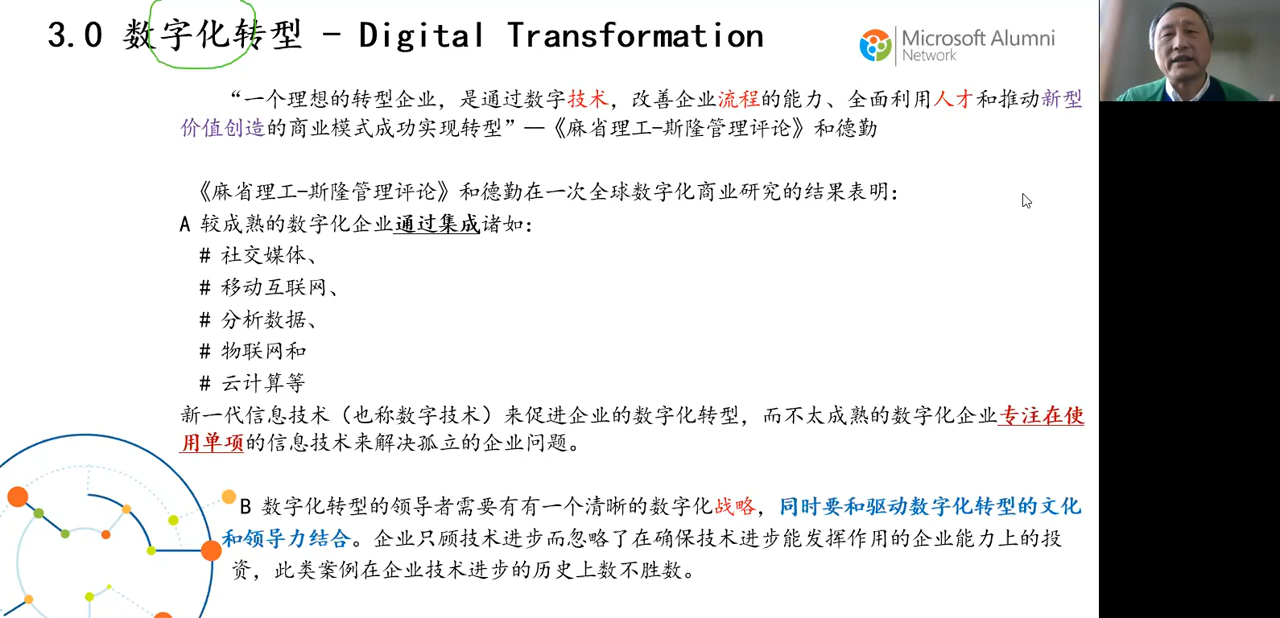 3.0 数字化转型 - Digital Transformation
Microsoft Alumni
Network
“一个理想的转型企业，是通过数字技术，改善企业流程的能力、全面利用人才和推动新型
价值创造的商业模式成功实现转型”—《麻省理工-斯隆管理评论》和德勤
《麻省理工-斯隆管理评论》和德勤在一次全球数字化商业研究的结果表明：
A 较成熟的数字化企业通过集成诸如：
# 社交媒体、
# 移动互联网、
# 分析数据、
# 物联网和
# 云计算等
新一代信息技术（也称数字技术）来促进企业的数字化转型，而不太成熟的数字化企业专注在使
用单项的信息技术来解决孤立的企业问题。
B 数字化转型的领导者需要有有一个清晰的数字化战略，同时要和驱动数字化转型的文化
和领导力结合。企业只顾技术进步而忽略了在确保技术进步能发挥作用的企业能力上的投
资，此类案例在企业技术进步的历史上数不胜数。